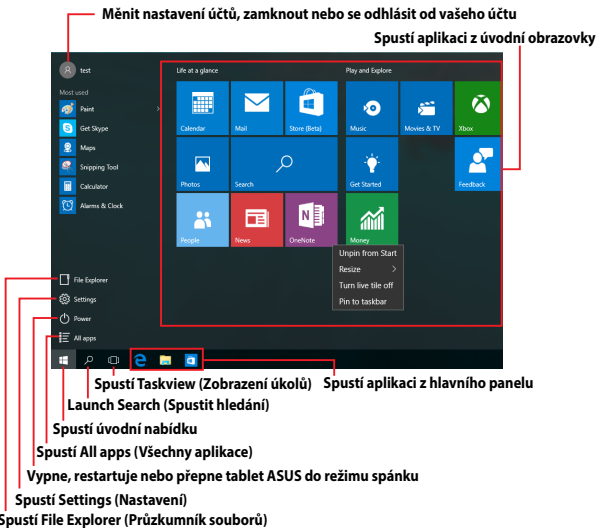 Měnit nastavení účtů, zamknout nebo se odhlásit od vašeho účtu
Spustí aplikaci z úvodní obrazovky
test
Life at a glance
Play and Explore
Most used
Paint
Get Skype
Maps
Snipping Tool
Calculator
Alarms & Clock
Calendar
Mail
Store (Beta)
Music
Movies & TV
Xbox
Photos
Search
Get Started
Feedback
People
News
OneNote
Money
Unpin from Start
Resize
Turn live tile off
Pin to taskbar
File Explorer
Settings
Power
All apps
Spustí Taskview (Zobrazení úkolů)
Spustí aplikaci z hlavního panelu
Launch Search (Spustit hledání)
Spustí úvodní nabídku
Spustí All apps (Všechny aplikace)
Vypne, restartuje nebo přepne tablet ASUS do režimu spánku
Spustí Settings (Nastavení)
Spustí File Explorer (Průzkumník souborů)